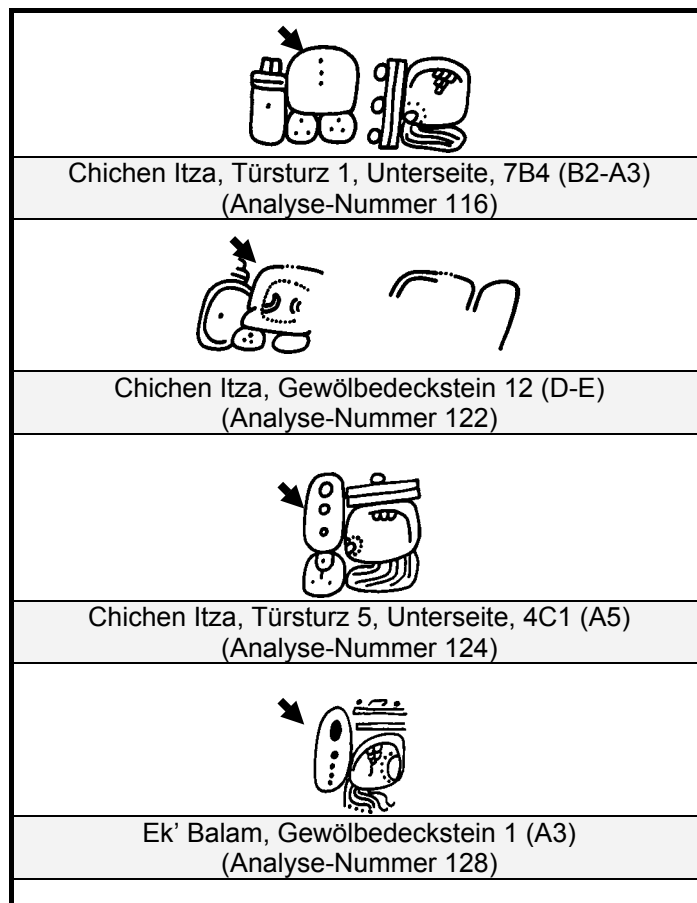 Chichen Itza, Türsturz 1, Unterseite, 7B4 (B2-A3)
(Analyse-Nummer 116)
Chichen Itza, Gewölbedeckstein 12 (D-E)
(Analyse-Nummer 122)
Chichen Itza, Türsturz 5, Unterseite, 4C1 (A5)
(Analyse-Nummer 124)
Ek’ Balam, Gewölbedeckstein 1 (A3)
(Analyse-Nummer 128)